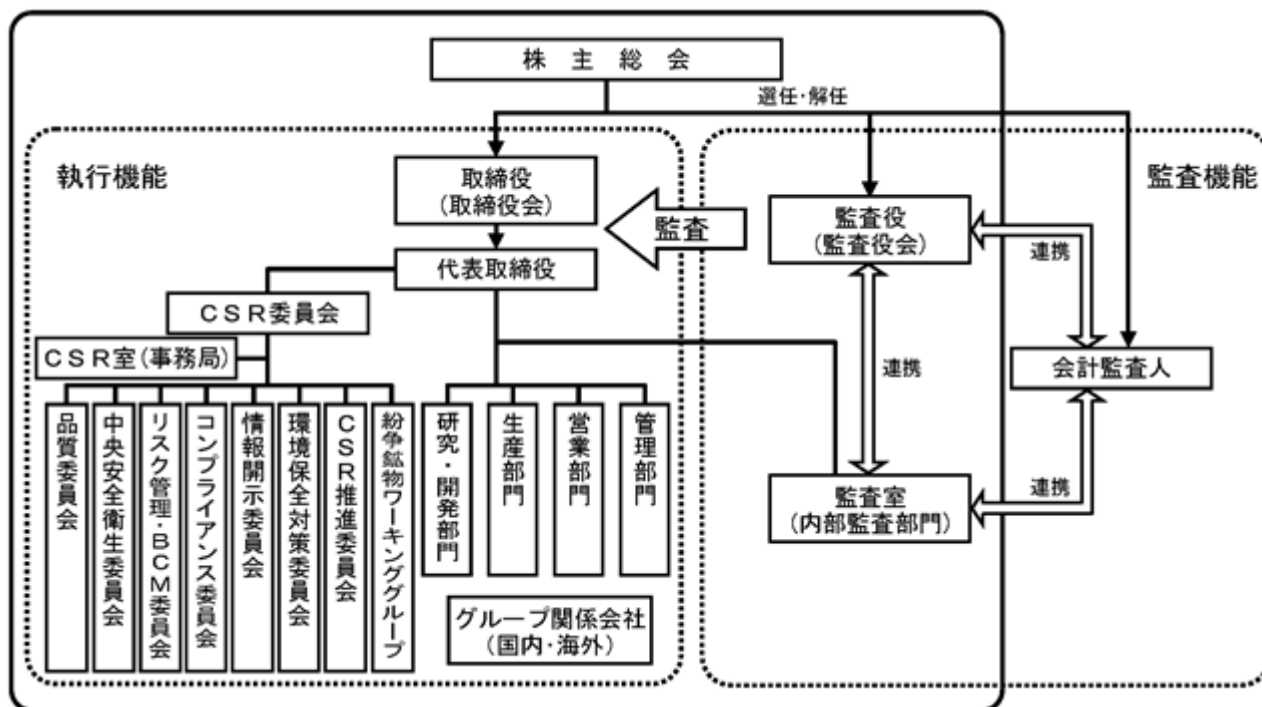 株主総会
選任・解任
執行機能
監査機能
取締役
(取締役会)
監査
監査役
(監査役会)
連携
代表取締役
CSR委員会
CSR室(事務局)
連携
会計監査人
品質委員会
中央安全衛生委員会
リスク管理・BCM委員会
コンプライアンス委員会
情報開示委員会
環境保全対策委員会
CSR推進委員会
紛争鉱物ワーキンググループ
研究・開発部門
生産部門
営業部門
管理部門
監査室
(内部監査部門)
連携
グループ関係会社
(国内・海外)